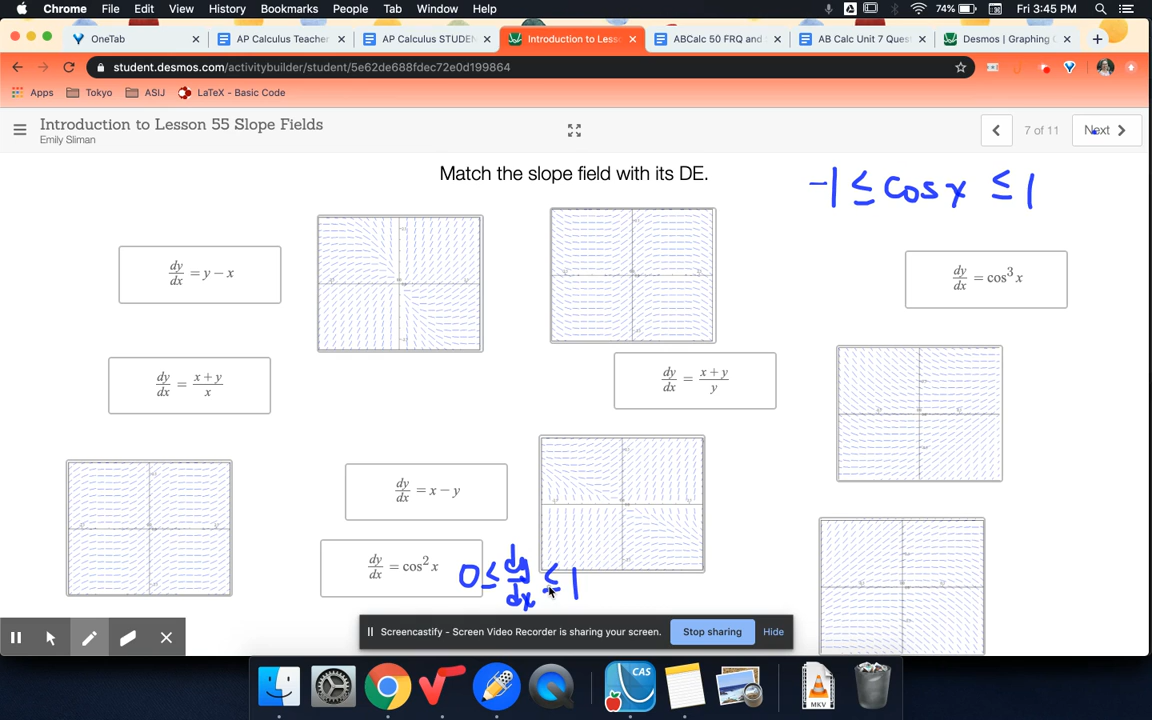 Chrome File Edit View History Bookmarks People Tab Window Help 74% Fri 3:45 PM
OneTab AP Calculus Teacher AP Calculus STUDEN Introduction to Lesso ABCalc 50 FRQ and AB Calc Unit 7 Quest Desmos | Graphing C
student.desmos.com/activitybuilder/student/5e62de688fdec72e0d199864
Apps Tokyo ASIJ LaTeX - Basic Code
Introduction to Lesson 55 Slope Fields
Emily Sliman
7 of 11 Next
Match the slope field with its DE.
-1 ≤ cos x ≤ 1
dy/dx = y − x
dy/dx = cos³ x
dy/dx = (x + y)/x
dy/dx = (x + y)/y
dy/dx = x − y
dy/dx = cos² x
0 ≤ dy/dx ≤ 1
Screencastify - Screen Video Recorder is sharing your screen. Stop sharing Hide
CAS
MKV